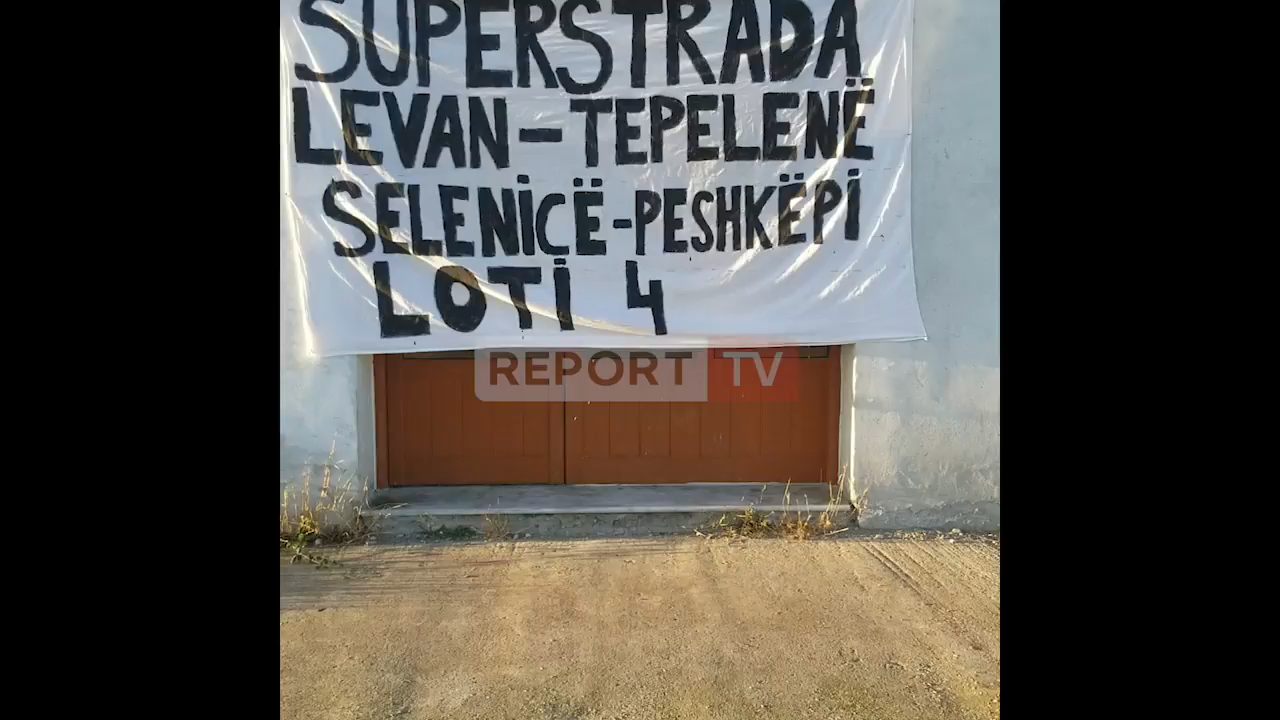 SUPERSTRADA
LEVAN-TEPELENË
SELENICË-PESHKËPI
LOTI 4
REPORT TV